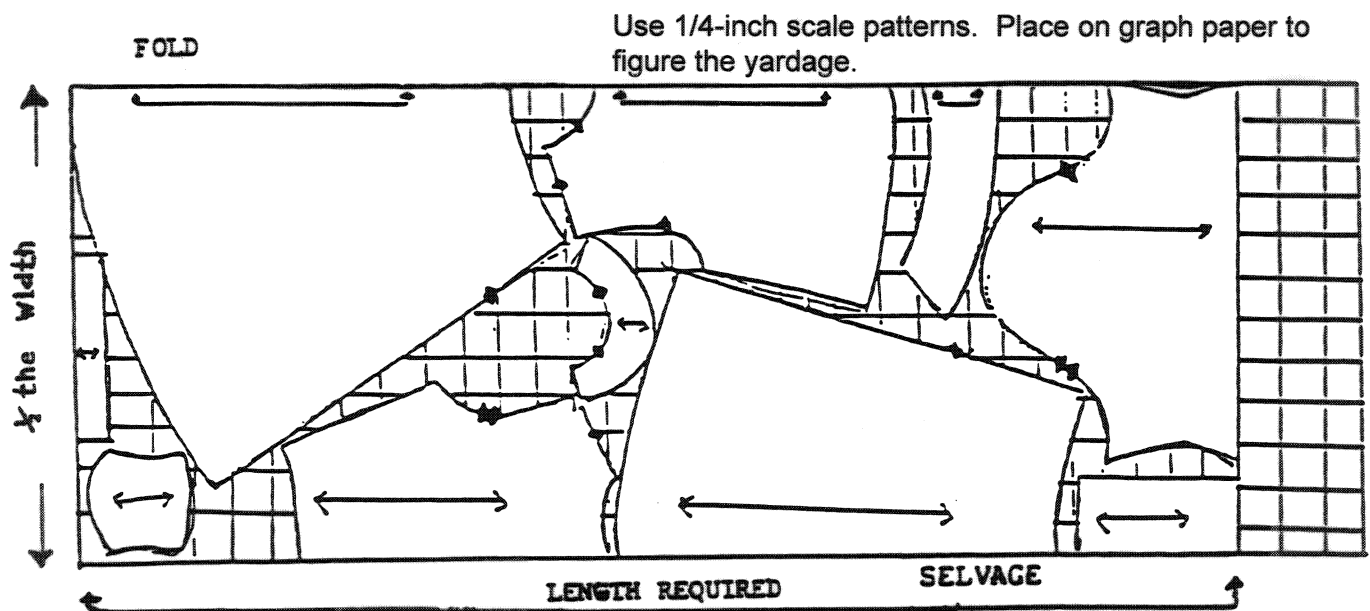 Use 1/4-inch scale patterns. Place on graph paper to
figure the yardage.
FOLD
½ the width
LENGTH REQUIRED
SELVAGE